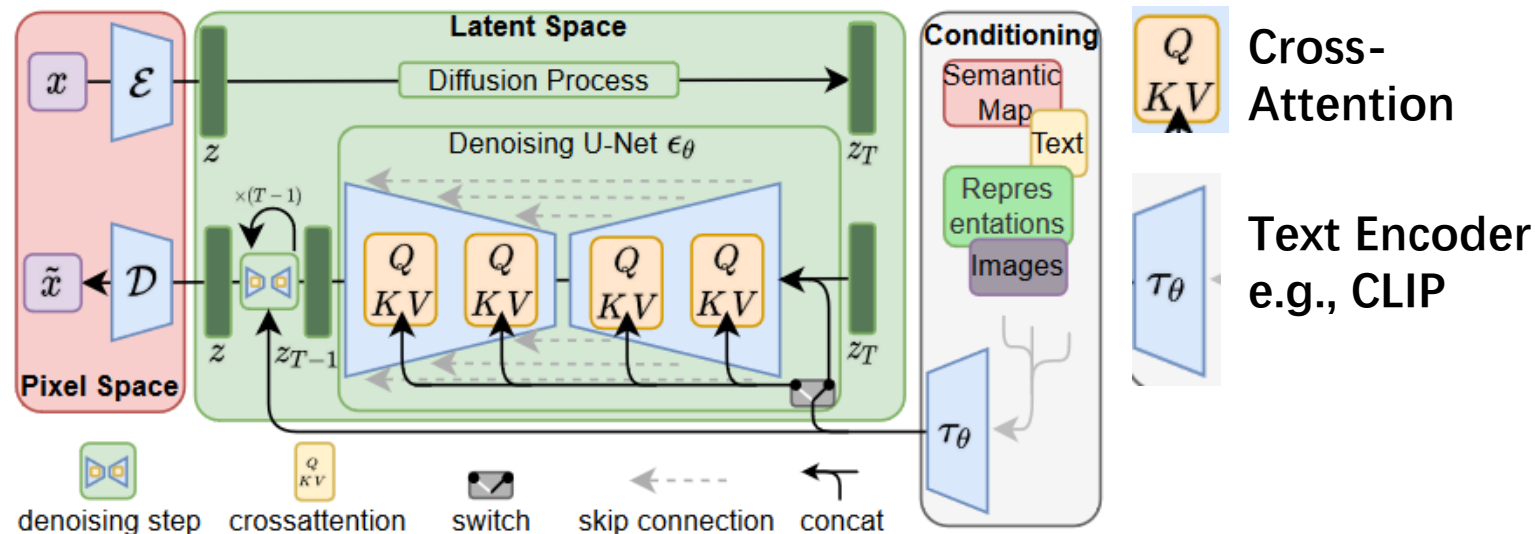 Latent Space
Conditioning
x
ℰ
z
Diffusion Process
z_T
Semantic
Map
Text
Repres
entations
Images
Denoising U-Net ϵ_θ
×(T−1)
x̃
𝒟
z
z_{T−1}
Q
KV
Q
KV
Q
KV
Q
KV
z_T
Pixel Space
τ_θ
denoising step
Q
KV
crossattention
switch
skip connection
concat
Q
KV
Cross-
Attention
τ_θ
Text Encoder
e.g., CLIP